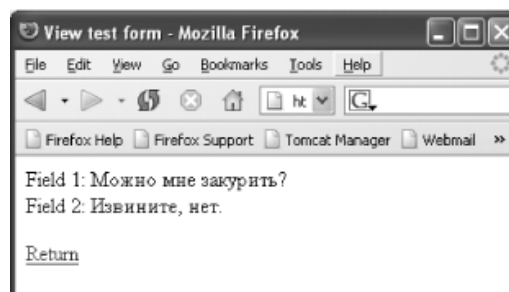 View test form - Mozilla Firefox
File Edit View Go Bookmarks Tools Help
ht G
Firefox Help Firefox Support Tomcat Manager Webmail »
Field 1: Можно мне закурить?
Field 2: Извините, нет.
Return